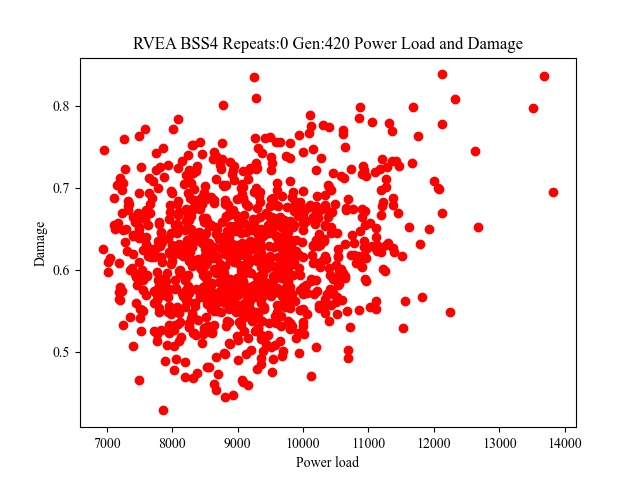 RVEA BSS4 Repeats:0 Gen:420 Power Load and Damage
0.8
0.7
0.6
0.5
Damage
7000 8000 9000 10000 11000 12000 13000 14000
Power load